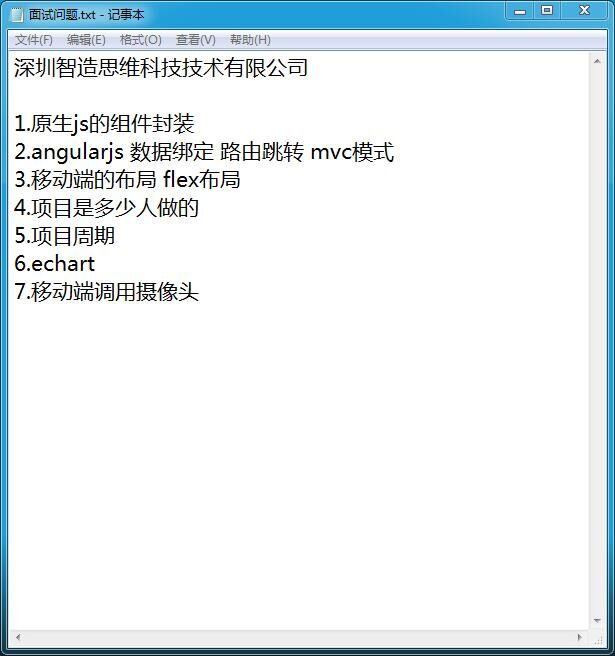 面试问题.txt - 记事本
文件(F) 编辑(E) 格式(O) 查看(V) 帮助(H)
深圳智造思维科技技术有限公司
1.原生js的组件封装
2.angularjs 数据绑定 路由跳转 mvc模式
3.移动端的布局 flex布局
4.项目是多少人做的
5.项目周期
6.echart
7.移动端调用摄像头